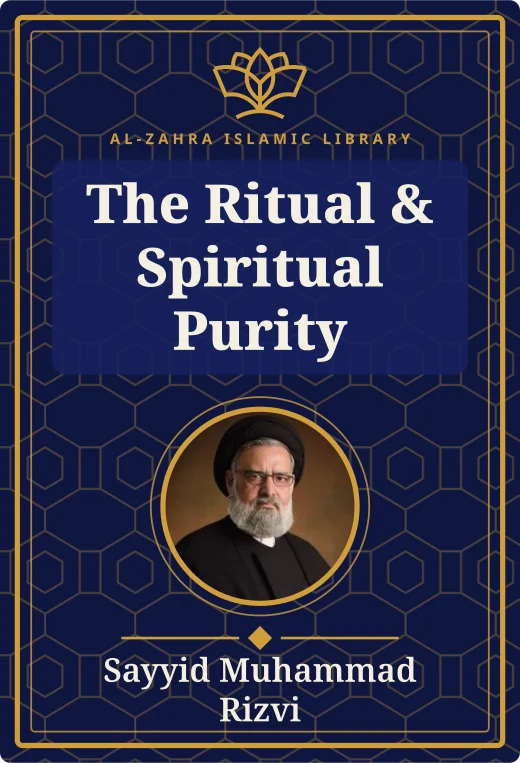 AL-ZAHRA ISLAMIC LIBRARY
The Ritual &
Spiritual
Purity
Sayyid Muhammad
Rizvi